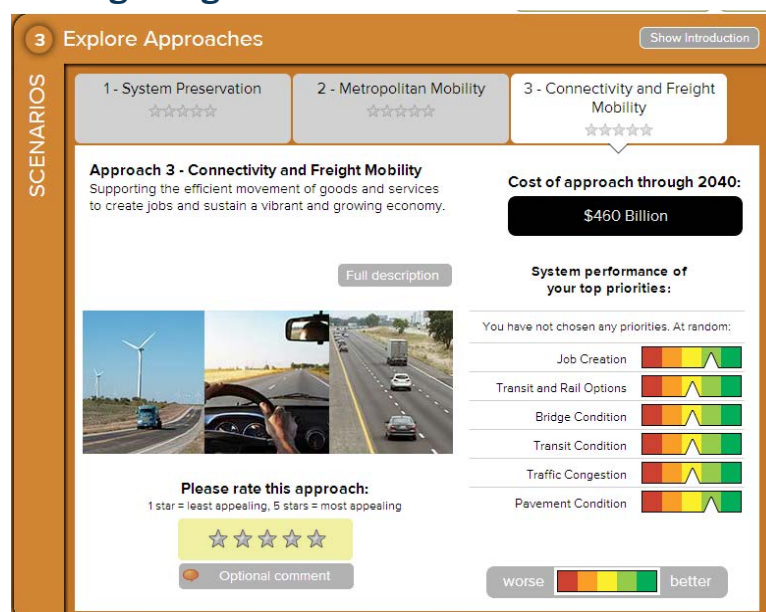 3
Explore Approaches
Show Introduction
SCENARIOS
1 - System Preservation
2 - Metropolitan Mobility
3 - Connectivity and Freight
Mobility
Approach 3 - Connectivity and Freight Mobility
Supporting the efficient movement of goods and services
to create jobs and sustain a vibrant and growing economy.
Full description
Please rate this approach:
1 star = least appealing, 5 stars = most appealing
Optional comment
Cost of approach through 2040:
$460 Billion
System performance of
your top priorities:
You have not chosen any priorities. At random:
Job Creation
Transit and Rail Options
Bridge Condition
Transit Condition
Traffic Congestion
Pavement Condition
worse
better